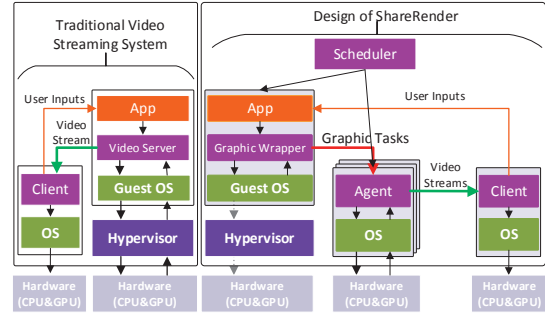 Traditional Video
Streaming System
Design of ShareRender
Scheduler
User Inputs
App
App
User Inputs
Video
Stream
Video Server
Graphic Wrapper
Graphic Tasks
Video
Streams
Client
Guest OS
Guest OS
Agent
Client
OS
Hypervisor
Hypervisor
OS
OS
Hardware
(CPU&GPU)
Hardware
(CPU&GPU)
Hardware
(CPU&GPU)
Hardware
(CPU&GPU)
Hardware
(CPU&GPU)